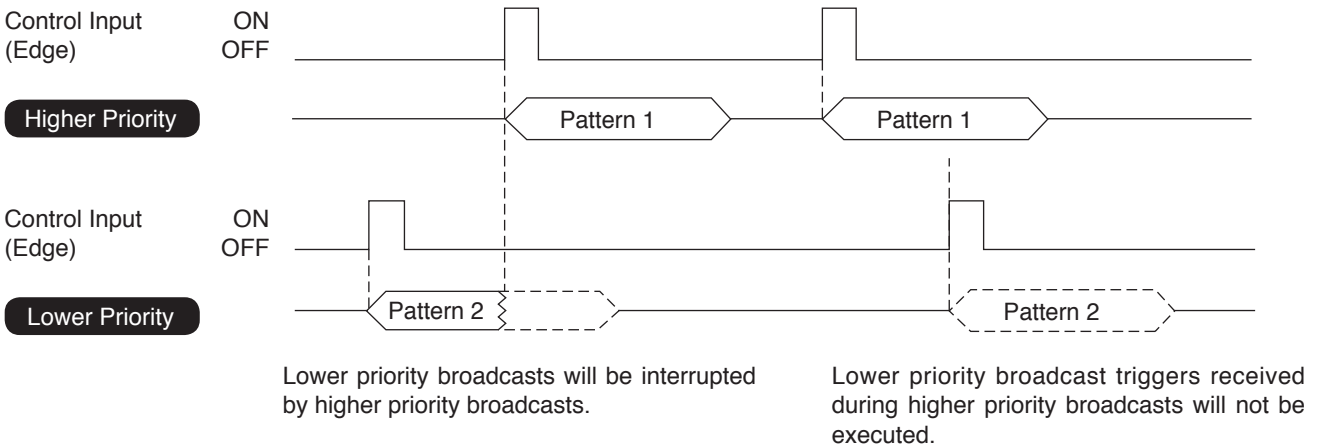 Control Input ON
(Edge) OFF
Higher Priority Pattern 1 Pattern 1
Control Input ON
(Edge) OFF
Lower Priority Pattern 2 Pattern 2
Lower priority broadcasts will be interrupted
by higher priority broadcasts.
Lower priority broadcast triggers received
during higher priority broadcasts will not be
executed.